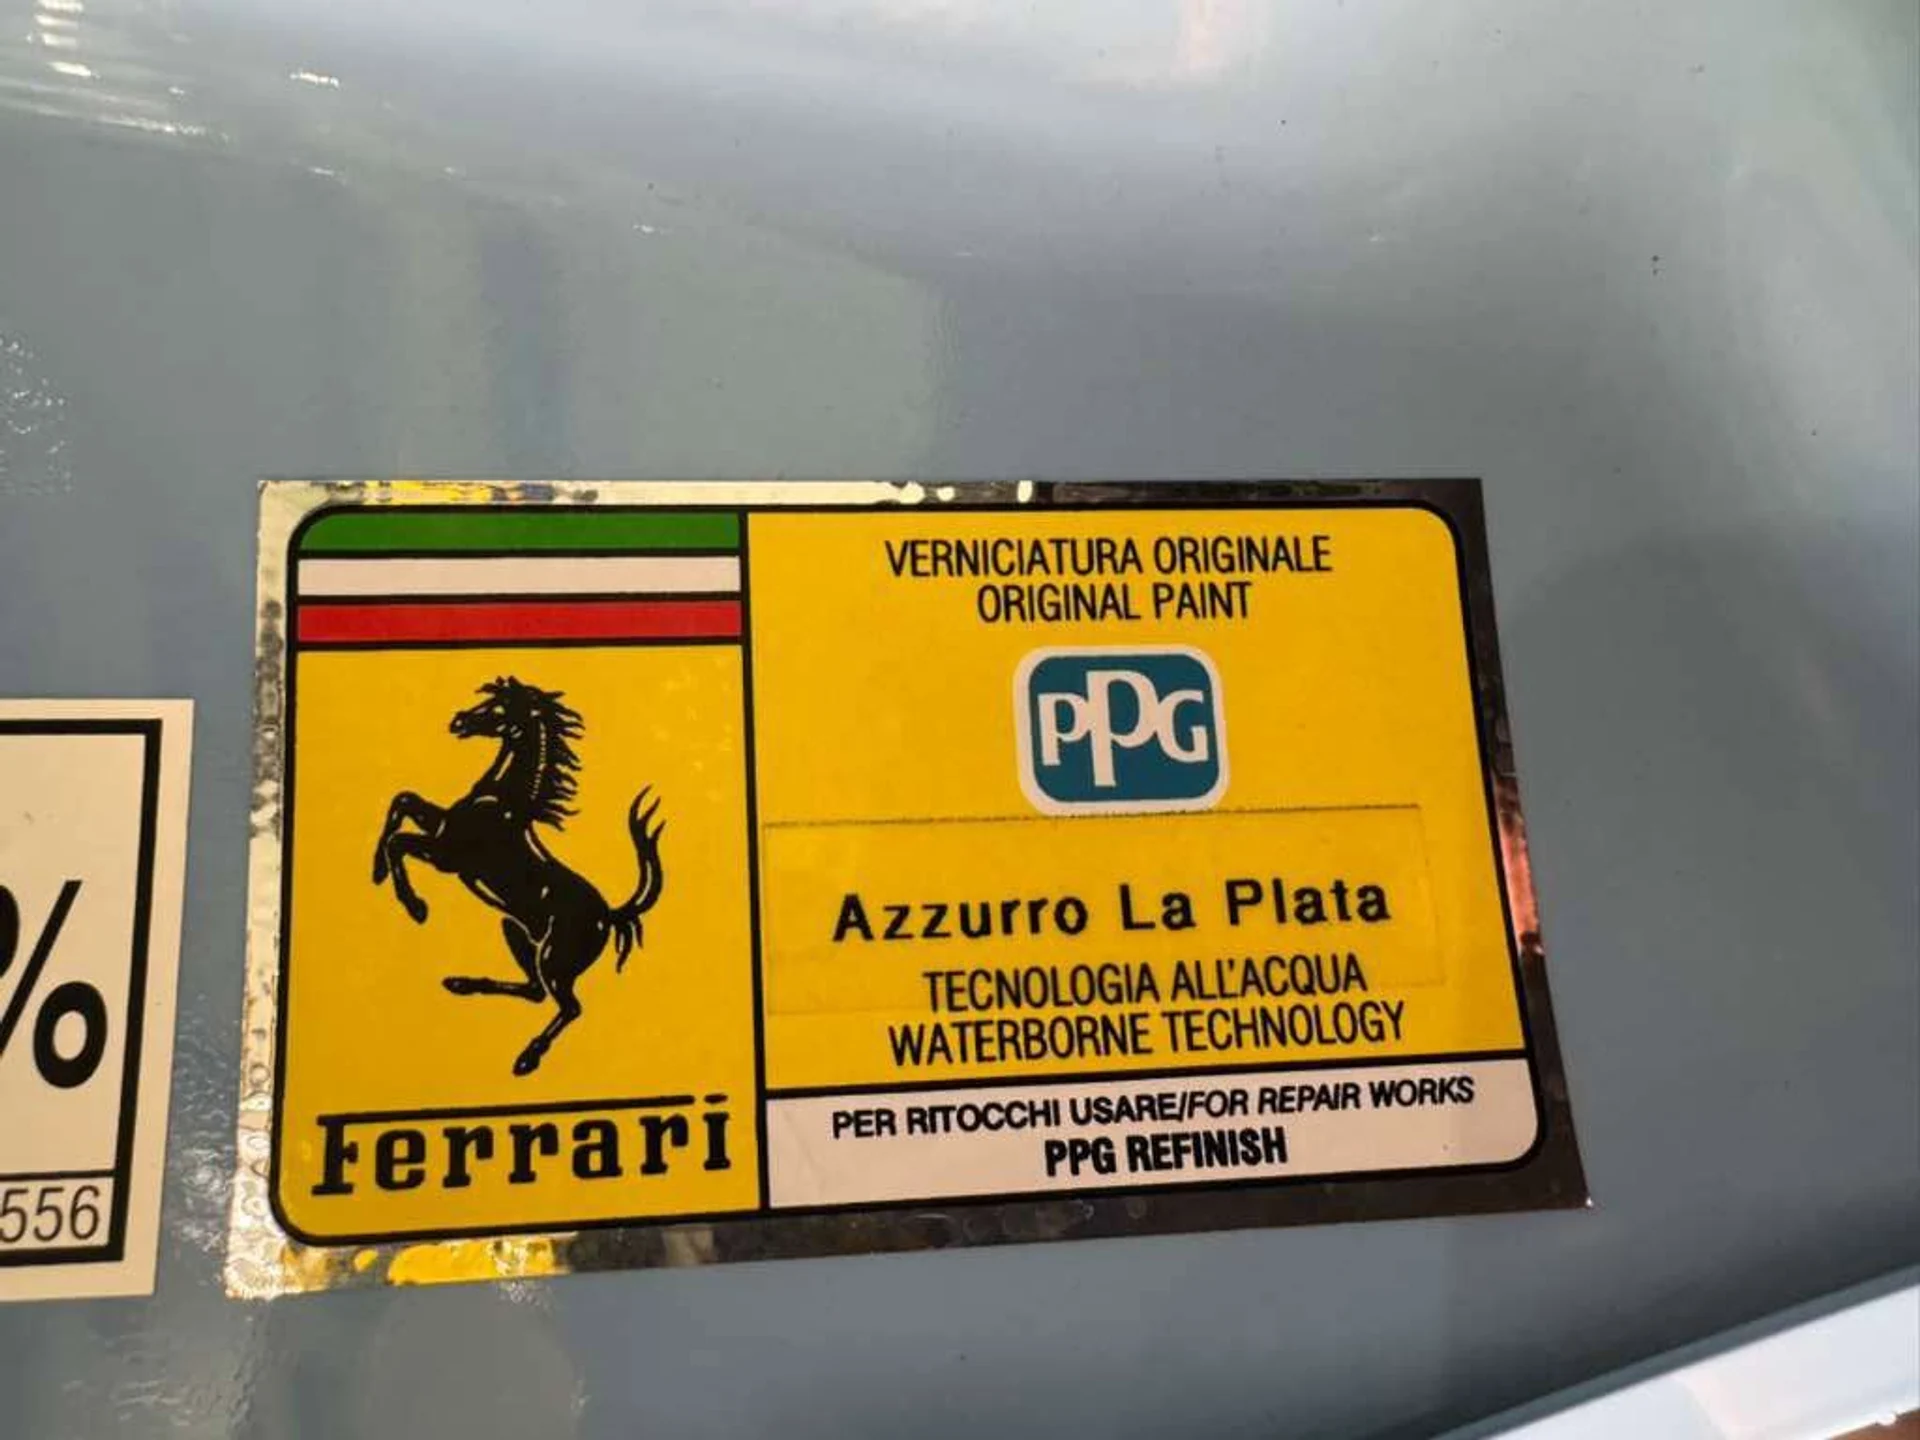 VERNICIATURA ORIGINALE
ORIGINAL PAINT
PPG
Azzurro La Plata
TECNOLOGIA ALL'ACQUA
WATERBORNE TECHNOLOGY
PER RITOCCHI USARE/FOR REPAIR WORKS
PPG REFINISH
Ferrari
%
556